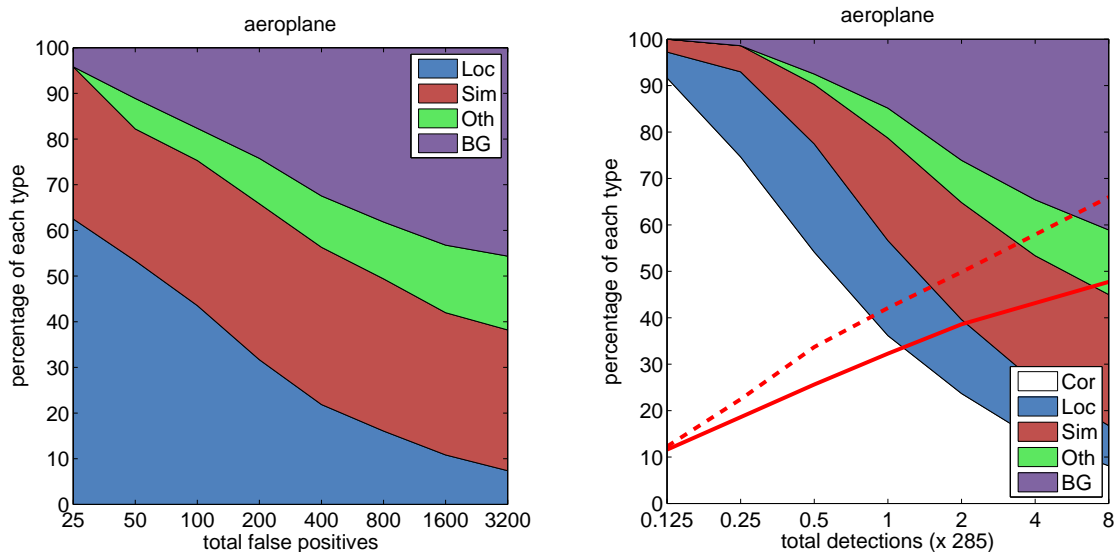 aeroplane
percentage of each type
100
90
80
70
60
50
40
30
20
10
0
Loc
Sim
Oth
BG
25 50 100 200 400 800 1600 3200
total false positives
aeroplane
percentage of each type
100
90
80
70
60
50
40
30
20
10
0
Cor
Loc
Sim
Oth
BG
0.125 0.25 0.5 1 2 4 8
total detections (x 285)